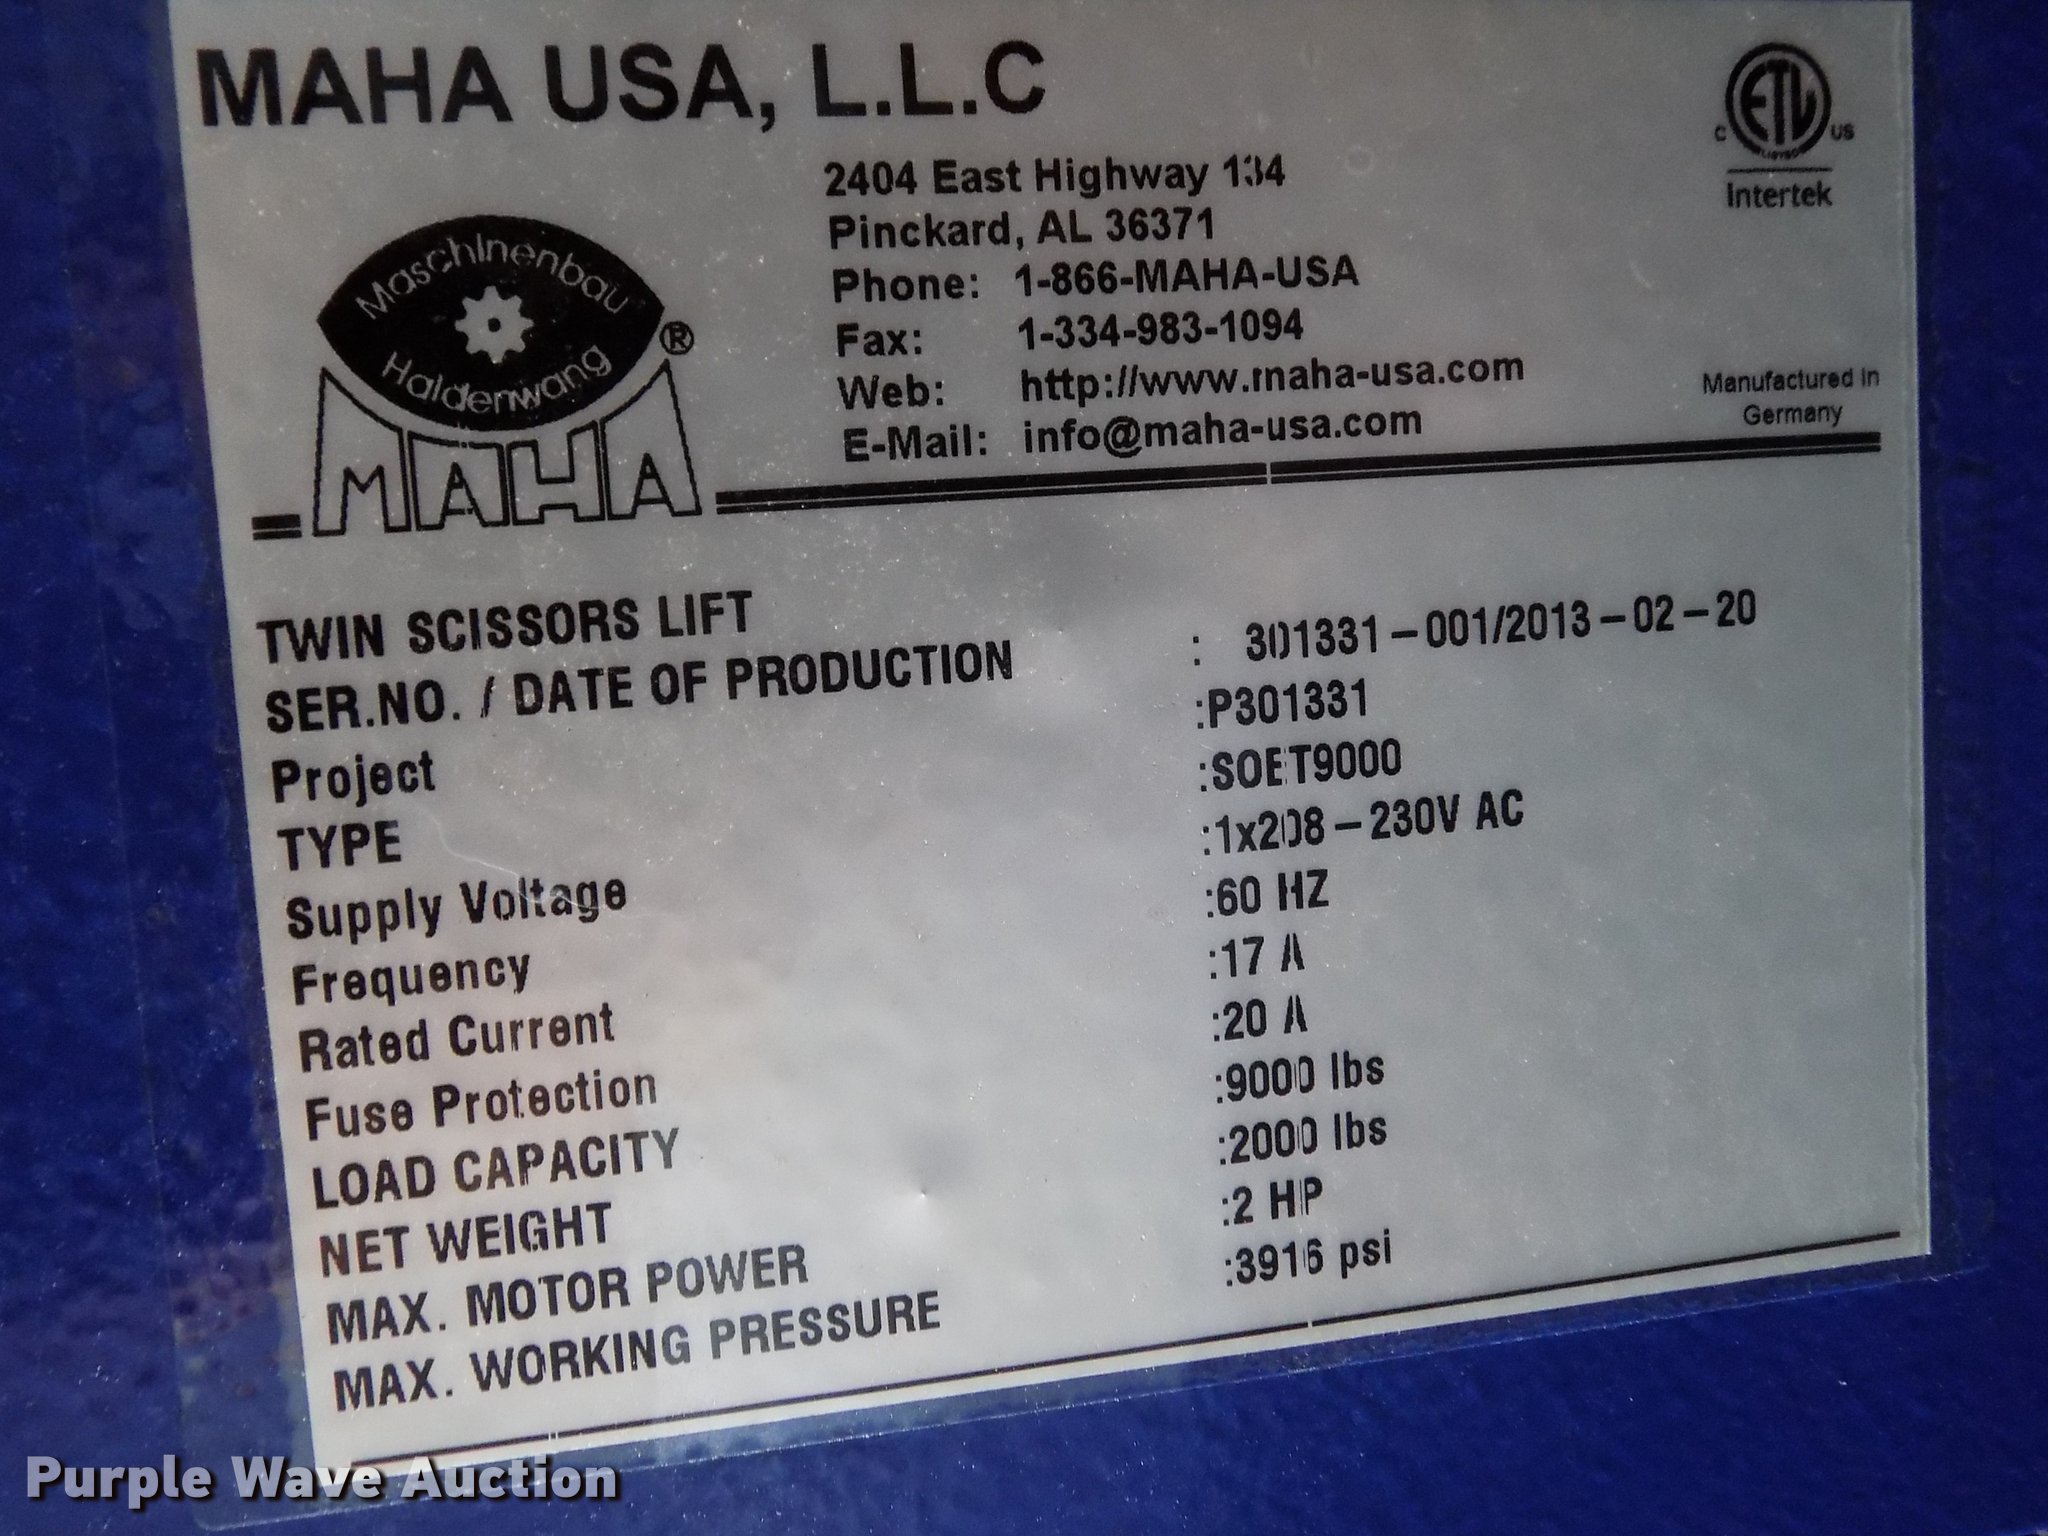 MAHA USA, L.L.C
C ETL US
LISTED
Intertek
2404 East Highway 134
Pinckard, AL 36371
Phone: 1-866-MAHA-USA
Fax: 1-334-983-1094
Web: http://www.maha-usa.com
E-Mail: info@maha-usa.com
Manufactured in
Germany
Maschinenbau
Haldenwang
MAHA ®
TWIN SCISSORS LIFT
SER.NO. / DATE OF PRODUCTION : 301331-001/2013-02-20
Project :P301331
TYPE :SOET9000
Supply Voltage :1x208-230V AC
Frequency :60 HZ
Rated Current :17 A
Fuse Protection :20 A
LOAD CAPACITY :9000 lbs
NET WEIGHT :2000 lbs
MAX. MOTOR POWER :2 HP
MAX. WORKING PRESSURE :3916 psi
Purple Wave Auction